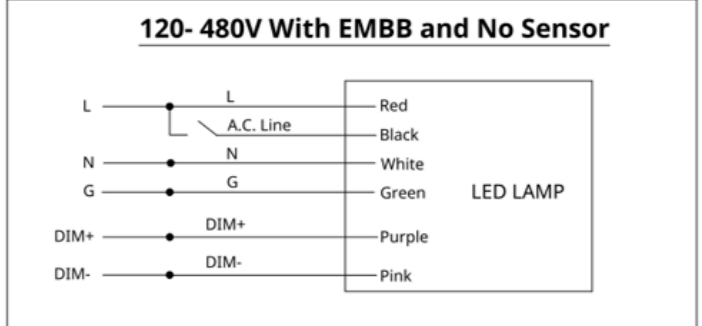 120- 480V With EMBB and No Sensor
L L Red
A.C. Line Black
N N White
G G Green
LED LAMP
DIM+ DIM+ Purple
DIM- DIM- Pink